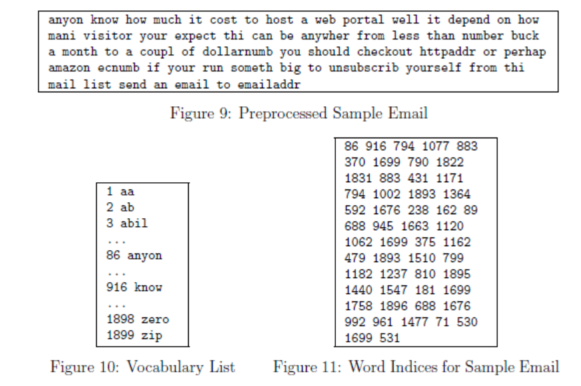 anyon know how much it cost to host a web portal well it depend on how
mani visitor your expect thi can be anywher from less than number buck
a month to a coupl of dollarnumb you should checkout httpaddr or perhap
amazon ecnumb if your run someth big to unsubscrib yourself from thi
mail list send an email to emailaddr
Figure 9: Preprocessed Sample Email
1 aa
2 ab
3 abil
...
86 anyon
...
916 know
...
1898 zero
1899 zip
Figure 10: Vocabulary List
86 916 794 1077 883
370 1699 790 1822
1831 883 431 1171
794 1002 1893 1364
592 1676 238 162 89
688 945 1663 1120
1062 1699 375 1162
479 1893 1510 799
1182 1237 810 1895
1440 1547 181 1699
1758 1896 688 1676
992 961 1477 71 530
1699 531
Figure 11: Word Indices for Sample Email